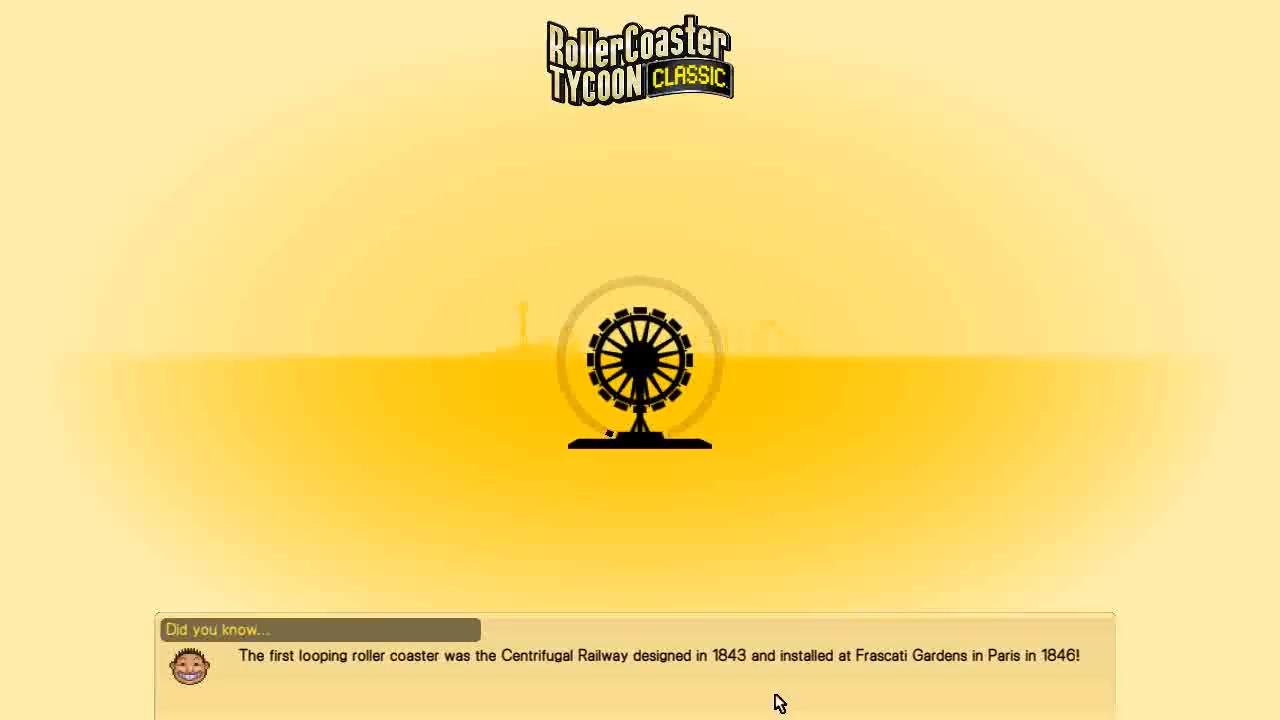 RollerCoaster
TYCOON CLASSIC
Did you know...
The first looping roller coaster was the Centrifugal Railway designed in 1843 and installed at Frascati Gardens in Paris in 1846!